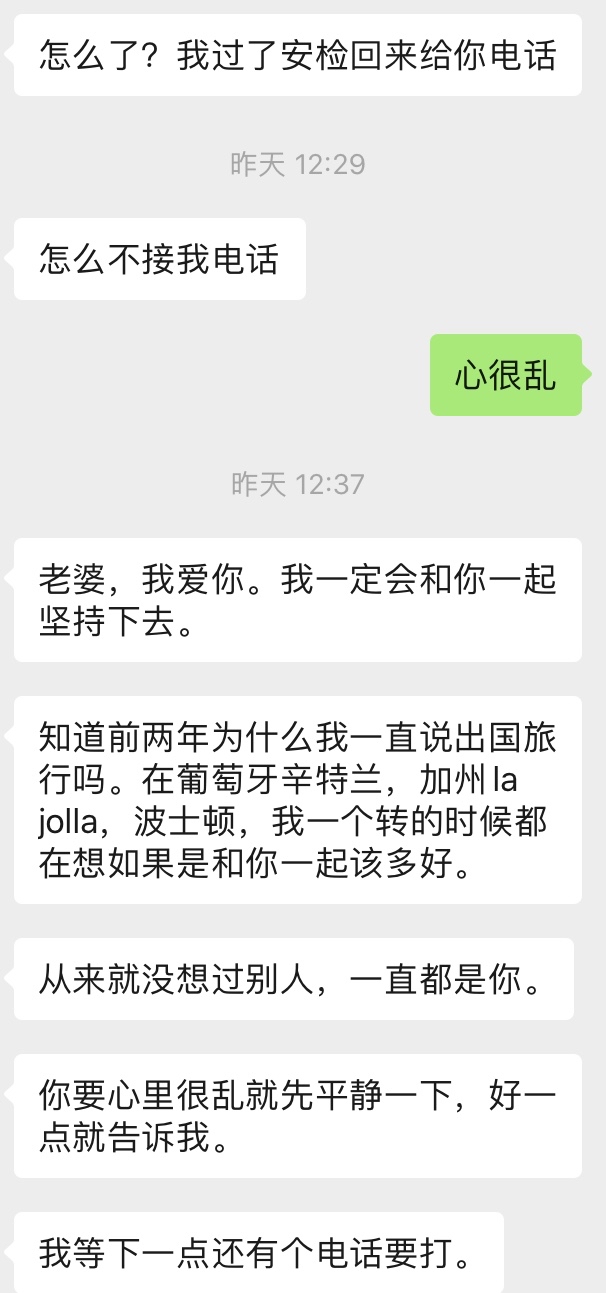 怎么了？我过了安检回来给你电话
昨天 12:29
怎么不接我电话
心很乱
昨天 12:37
老婆，我爱你。我一定会和你一起
坚持下去。
知道前两年为什么我一直说出国旅
行吗。在葡萄牙辛特兰，加州la
jolla，波士顿，我一个转的时候都
在想如果是和你一起该多好。
从来就没想过别人，一直都是你。
你要心里很乱就先平静一下，好一
点就告诉我。
我等下一点还有个电话要打。